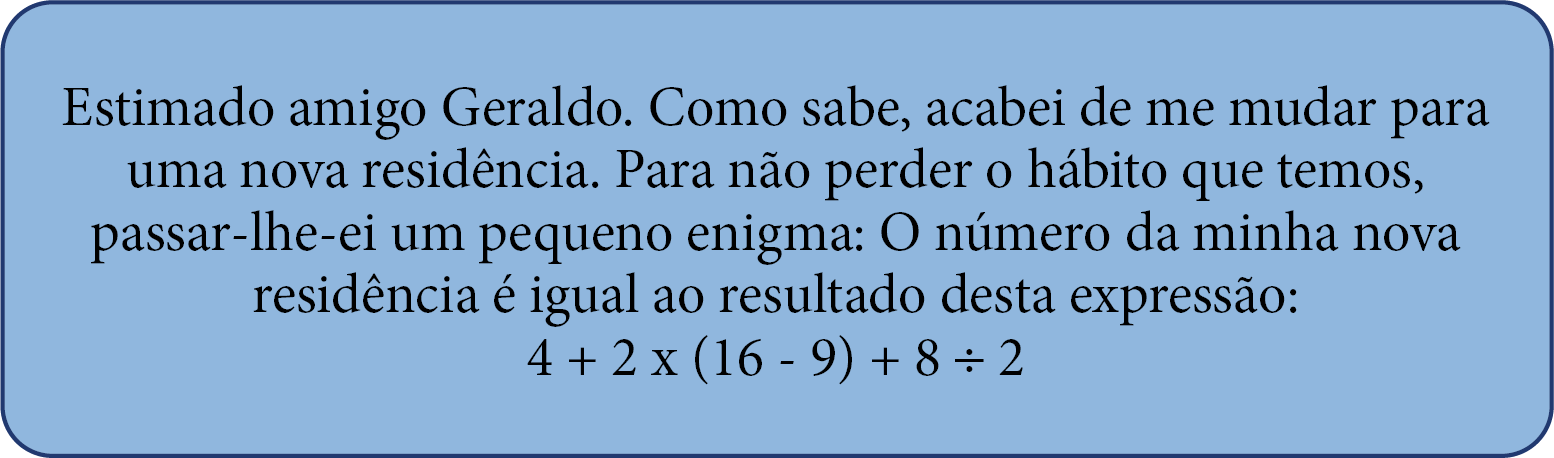 Estimado amigo Geraldo. Como sabe, acabei de me mudar para
uma nova residência. Para não perder o hábito que temos,
passar-lhe-ei um pequeno enigma: O número da minha nova
residência é igual ao resultado desta expressão:
4 + 2 x (16 - 9) + 8 ÷ 2